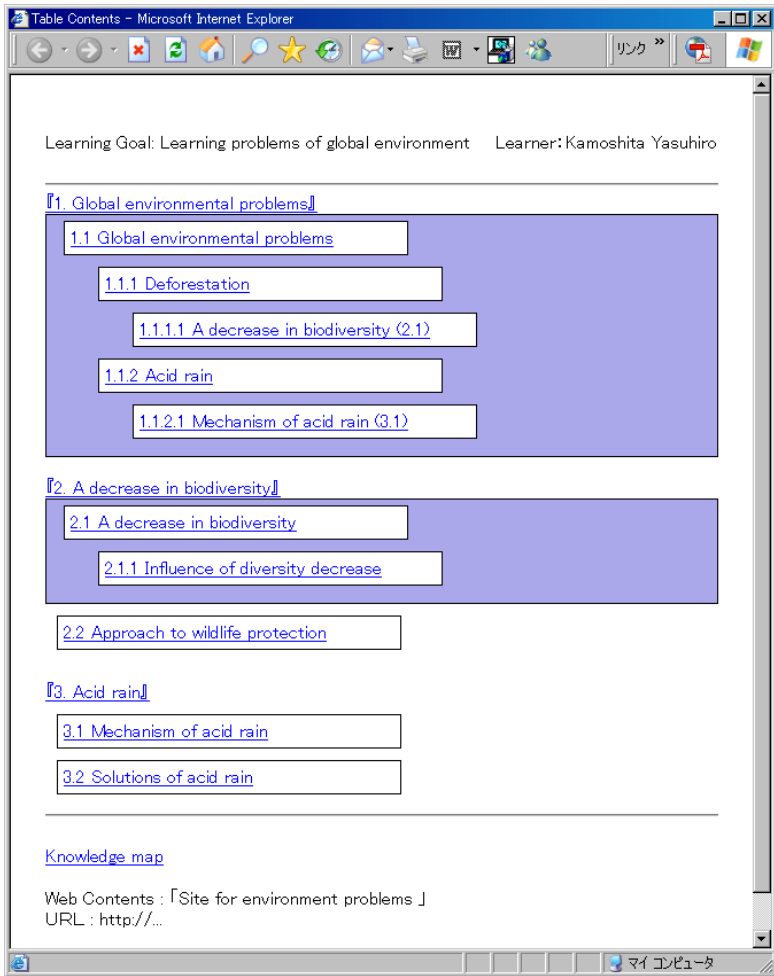 Table Contents - Microsoft Internet Explorer
リンク »
Learning Goal: Learning problems of global environment Learner：Kamoshita Yasuhiro
『1. Global environmental problems』
1.1 Global environmental problems
1.1.1 Deforestation
1.1.1.1 A decrease in biodiversity (2.1)
1.1.2 Acid rain
1.1.2.1 Mechanism of acid rain (3.1)
『2. A decrease in biodiversity』
2.1 A decrease in biodiversity
2.1.1 Influence of diversity decrease
2.2 Approach to wildlife protection
『3. Acid rain』
3.1 Mechanism of acid rain
3.2 Solutions of acid rain
Knowledge map
Web Contents : 「Site for environment problems 」
URL : http://...
マイ コンピュータ